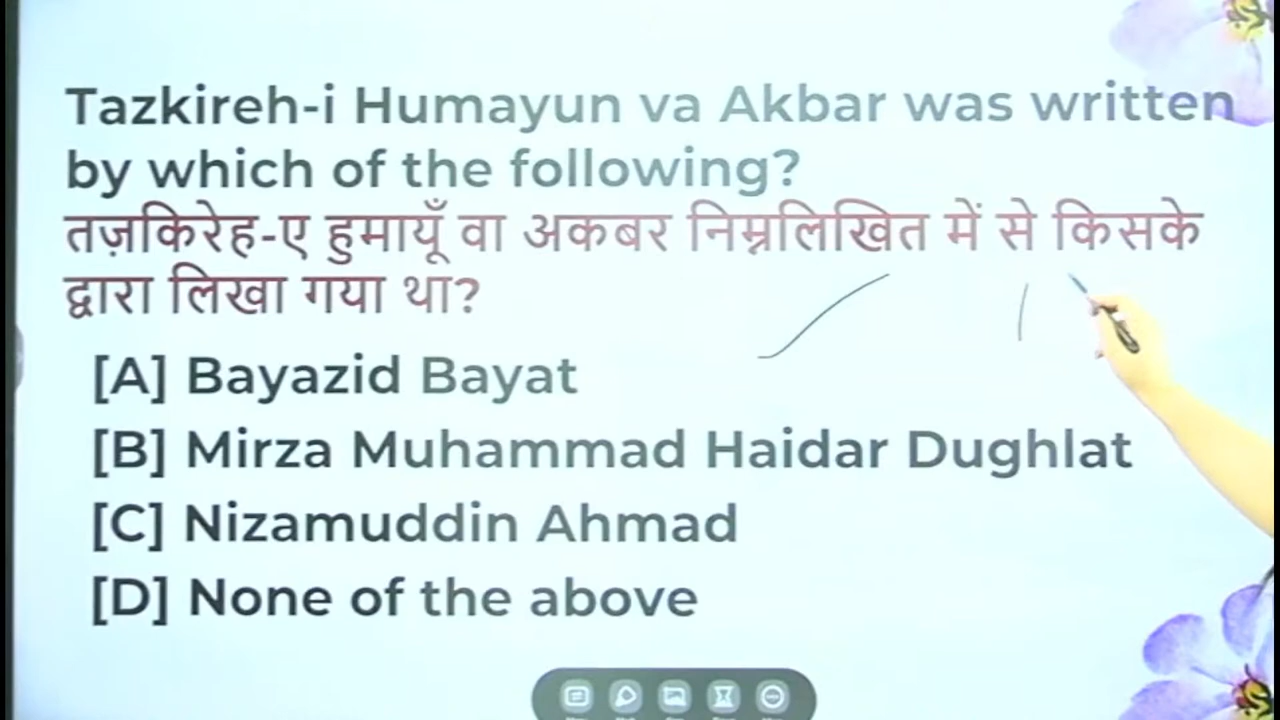 Tazkireh-i Humayun va Akbar was written
by which of the following?
तज़किरेह-ए हुमायूँ वा अकबर निम्नलिखित में से किसके
द्वारा लिखा गया था?
[A] Bayazid Bayat
[B] Mirza Muhammad Haidar Dughlat
[C] Nizamuddin Ahmad
[D] None of the above